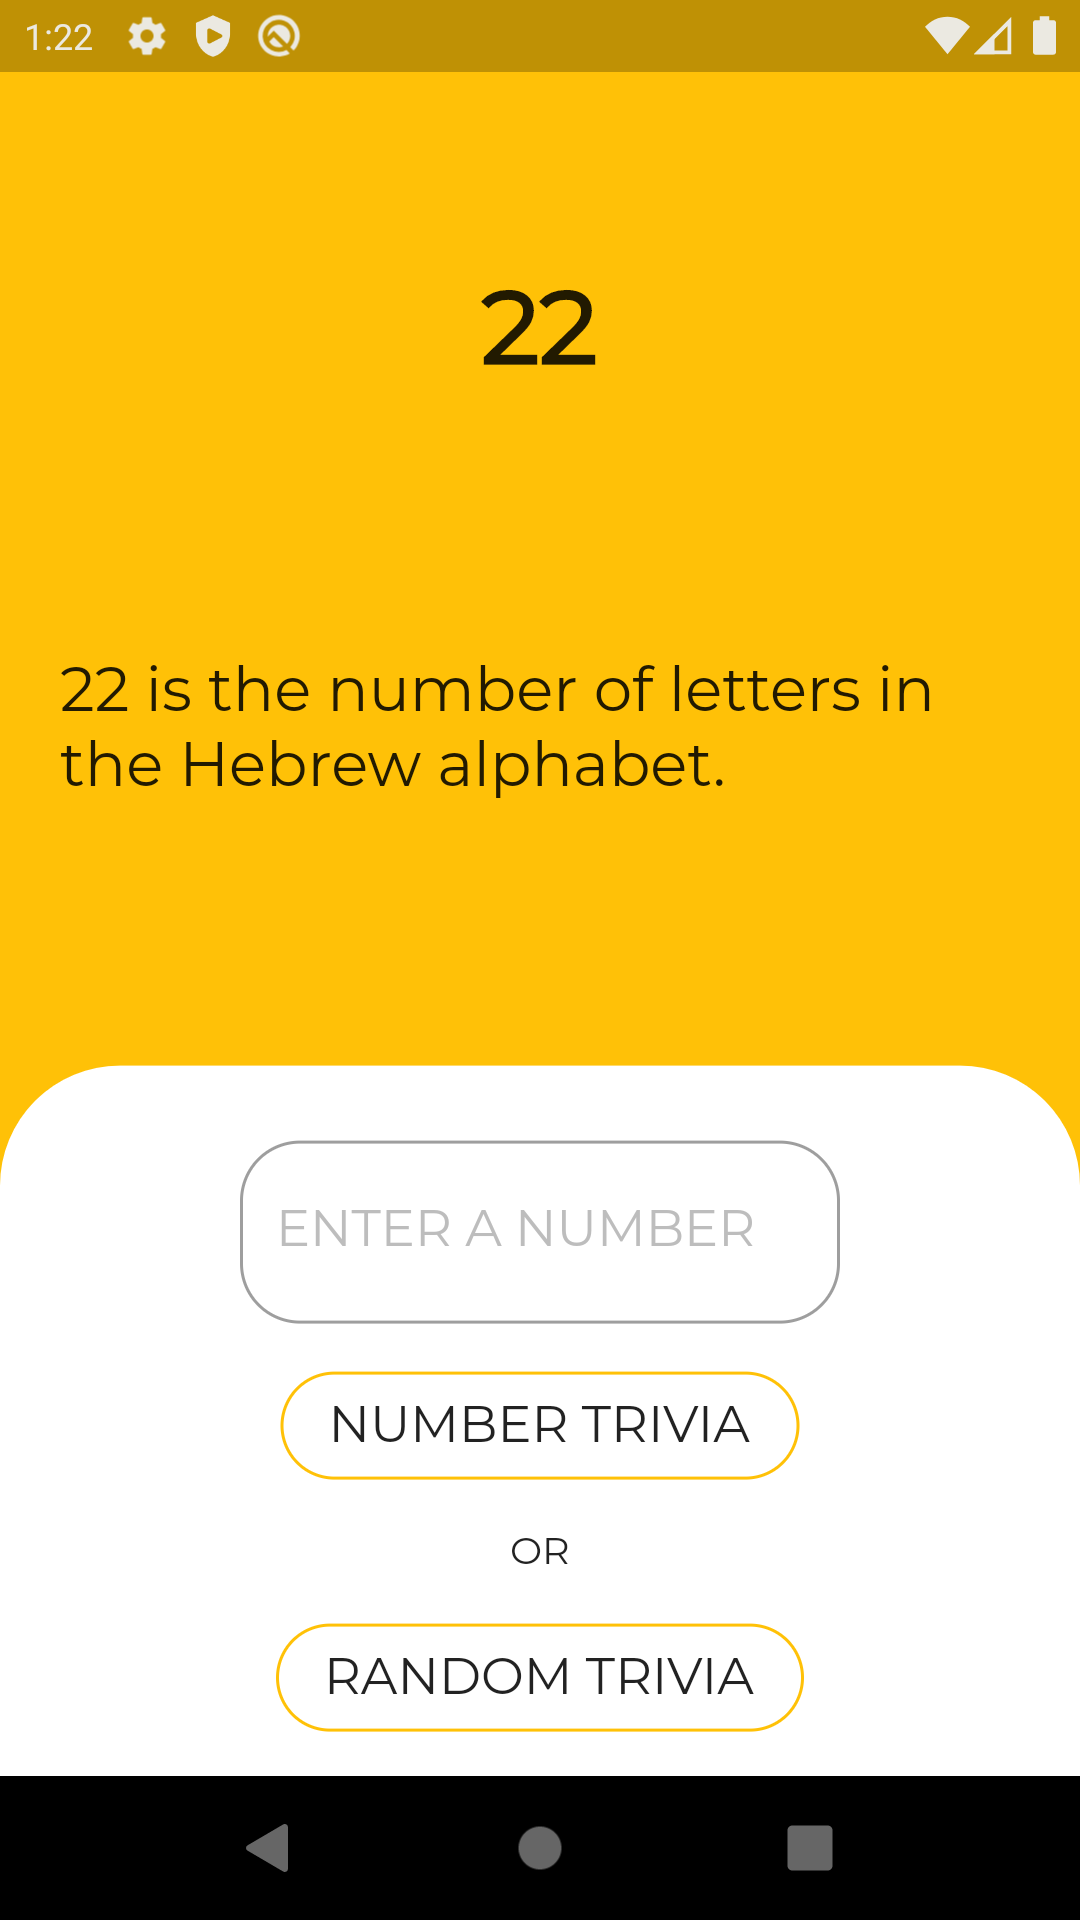 1:22
22
22 is the number of letters in
the Hebrew alphabet.
ENTER A NUMBER
NUMBER TRIVIA
OR
RANDOM TRIVIA